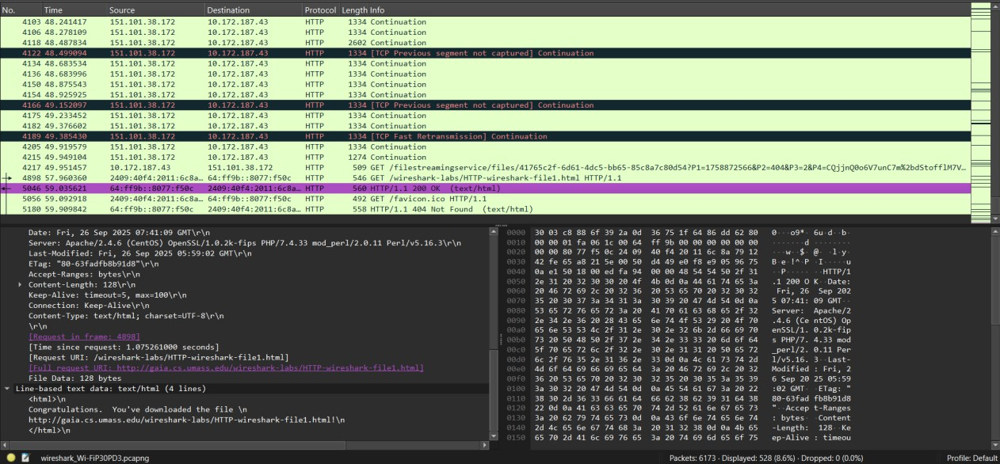 No. Time Source Destination Protocol Length Info
4103 48.241417 151.101.38.172 10.172.187.43 HTTP 1334 Continuation
4106 48.278109 151.101.38.172 10.172.187.43 HTTP 1334 Continuation
4118 48.487834 151.101.38.172 10.172.187.43 HTTP 2602 Continuation
4122 48.499094 151.101.38.172 10.172.187.43 HTTP 1334 [TCP Previous segment not captured] Continuation
4134 48.683534 151.101.38.172 10.172.187.43 HTTP 1334 Continuation
4136 48.683996 151.101.38.172 10.172.187.43 HTTP 1334 Continuation
4150 48.875543 151.101.38.172 10.172.187.43 HTTP 1334 Continuation
4154 48.925925 151.101.38.172 10.172.187.43 HTTP 1334 Continuation
4166 49.152097 151.101.38.172 10.172.187.43 HTTP 1334 [TCP Previous segment not captured] Continuation
4175 49.233452 151.101.38.172 10.172.187.43 HTTP 1334 Continuation
4182 49.376602 151.101.38.172 10.172.187.43 HTTP 1334 Continuation
4189 49.385430 151.101.38.172 10.172.187.43 HTTP 1334 [TCP Fast Retransmission] Continuation
4205 49.919579 151.101.38.172 10.172.187.43 HTTP 1334 Continuation
4215 49.949104 151.101.38.172 10.172.187.43 HTTP 1274 Continuation
4217 49.951457 10.172.187.43 151.101.38.172 HTTP 509 GET /filestreamingservice/files/41765c2f-6d61-4dc5-bb65-85c8a7c80d54?P1=1758872566&P2=404&P3=2&P4=CQjjnQ0o6V7unC7m%2bdStofflM7V…
4898 57.960360 2409:40f4:2011:6c8a… 64:ff9b::8077:f50c HTTP 546 GET /wireshark-labs/HTTP-wireshark-file1.html HTTP/1.1
5046 59.035621 64:ff9b::8077:f50c 2409:40f4:2011:6c8a… HTTP 560 HTTP/1.1 200 OK (text/html)
5056 59.092918 2409:40f4:2011:6c8a… 64:ff9b::8077:f50c HTTP 492 GET /favicon.ico HTTP/1.1
5180 59.909842 64:ff9b::8077:f50c 2409:40f4:2011:6c8a… HTTP 558 HTTP/1.1 404 Not Found (text/html)
Date: Fri, 26 Sep 2025 07:41:09 GMT\r\n
Server: Apache/2.4.6 (CentOS) OpenSSL/1.0.2k-fips PHP/7.4.33 mod_perl/2.0.11 Perl/v5.16.3\r\n
Last-Modified: Fri, 26 Sep 2025 05:59:02 GMT\r\n
ETag: "80-63fadfb8b91d8"\r\n
Accept-Ranges: bytes\r\n
Content-Length: 128\r\n
Keep-Alive: timeout=5, max=100\r\n
Connection: Keep-Alive\r\n
Content-Type: text/html; charset=UTF-8\r\n
\r\n
[Request in frame: 4898]
[Time since request: 1.075261000 seconds]
[Request URI: /wireshark-labs/HTTP-wireshark-file1.html]
[Full request URI: http://gaia.cs.umass.edu/wireshark-labs/HTTP-wireshark-file1.html]
File Data: 128 bytes
Line-based text data: text/html (4 lines)
<html>\n
Congratulations. You've downloaded the file \n
http://gaia.cs.umass.edu/wireshark-labs/HTTP-wireshark-file1.html!\n
</html>\n
0000 30 03 c8 88 6f 39 2a 0d 36 75 1f 64 86 dd 62 80 0···o9*· 6u·d··b·
0010 00 00 01 fa 06 1c 00 64 ff 9b 00 00 00 00 00 00 ·······d ········
0020 00 00 80 77 f5 0c 24 09 40 f4 20 11 6c 8a 79 12 ···w··$· @· ·l·y·
0030 42 fe 65 a8 21 5e 00 50 d4 49 e0 f8 e9 05 96 75 B·e·!^·P ·I·····u
0040 0a e1 50 18 00 ed fa 94 00 00 48 54 54 50 2f 31 ··P····· ··HTTP/1
0050 2e 31 20 32 30 30 20 4f 4b 0d 0a 44 61 74 65 3a .1 200 O K··Date:
0060 20 46 72 69 2c 20 32 36 20 53 65 70 20 32 30 32 Fri, 26 Sep 202
0070 35 20 30 37 3a 34 31 3a 30 39 20 47 4d 54 0d 0a 5 07:41: 09 GMT··
0080 53 65 72 76 65 72 3a 20 41 70 61 63 68 65 2f 32 Server: Apache/2
0090 2e 34 2e 36 20 28 43 65 6e 74 4f 53 29 20 4f 70 .4.6 (Ce ntOS) Op
00a0 65 6e 53 53 4c 2f 31 2e 30 2e 32 6b 2d 66 69 70 enSSL/1. 0.2k-fip
00b0 73 20 50 48 50 2f 37 2e 34 2e 33 33 20 6d 6f 64 s PHP/7. 4.33 mod
00c0 5f 70 65 72 6c 2f 32 2e 30 2e 31 31 20 50 65 72 _perl/2. 0.11 Per
00d0 6c 2f 76 35 2e 31 36 2e 33 0d 0a 4c 61 73 74 2d l/v5.16. 3··Last-
00e0 4d 6f 64 69 66 69 65 64 3a 20 46 72 69 2c 20 32 Modified : Fri, 2
00f0 36 20 53 65 70 20 32 30 32 35 20 30 35 3a 35 39 6 Sep 20 25 05:59
0100 3a 30 32 20 47 4d 54 0d 0a 45 54 61 67 3a 20 22 :02 GMT· ·ETag: "
0110 38 30 2d 36 33 66 61 64 66 62 38 62 39 31 64 38 80-63fad fb8b91d8
0120 22 0d 0a 41 63 63 65 70 74 2d 52 61 6e 67 65 73 "··Accep t-Ranges
0130 3a 20 62 79 74 65 73 0d 0a 43 6f 6e 74 65 6e 74 : bytes· ·Content
0140 2d 4c 65 6e 67 74 68 3a 20 31 32 38 0d 0a 4b 65 -Length: 128··Ke
0150 65 70 2d 41 6c 69 76 65 3a 20 74 69 6d 65 6f 75 ep-Alive : timeou
wireshark_Wi-FiP30PD3.pcapng
Packets: 6173 · Displayed: 528 (8.6%) · Dropped: 0 (0.0%)
Profile: Default